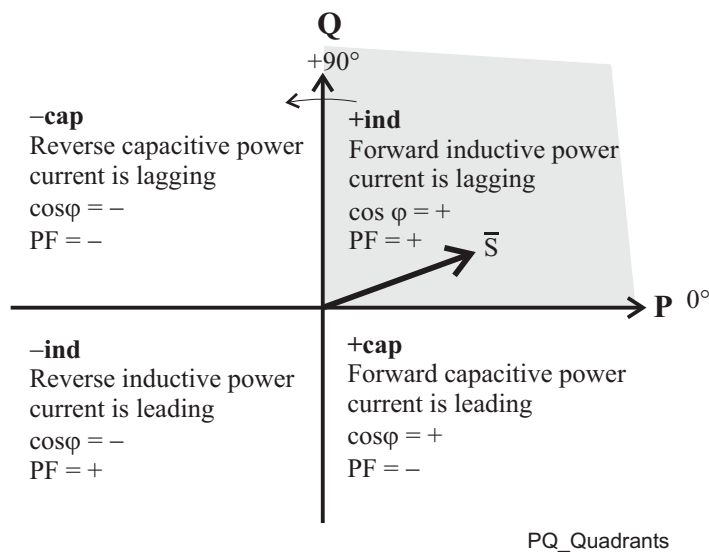 Q
+90°
–cap
Reverse capacitive power
current is lagging
cosφ = –
PF = –
+ind
Forward inductive power
current is lagging
cos φ = +
PF = +
S̅
P 0°
–ind
Reverse inductive power
current is leading
cosφ = –
PF = +
+cap
Forward capacitive power
current is leading
cosφ = +
PF = –
PQ_Quadrants